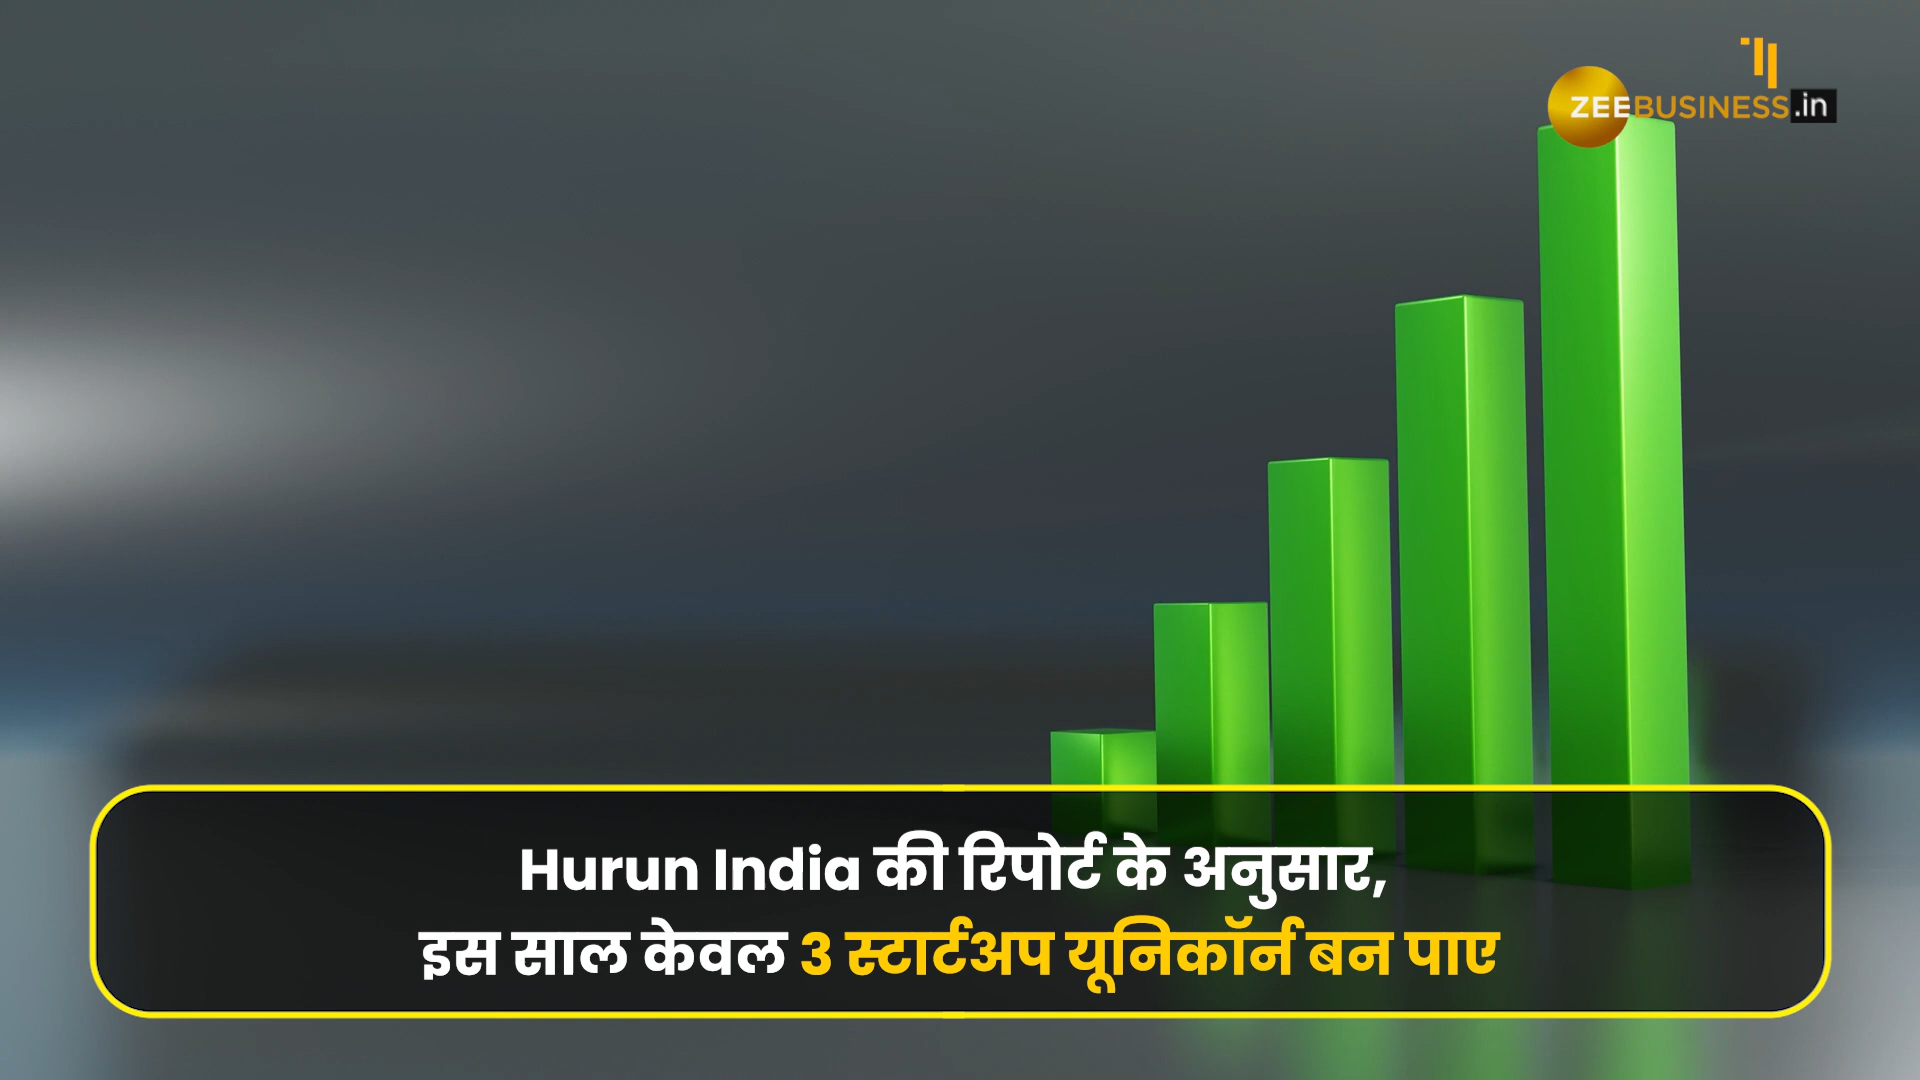 ZEEBUSINESS.in
Hurun India की रिपोर्ट के अनुसार,
इस साल केवल 3 स्टार्टअप यूनिकॉर्न बन पाए